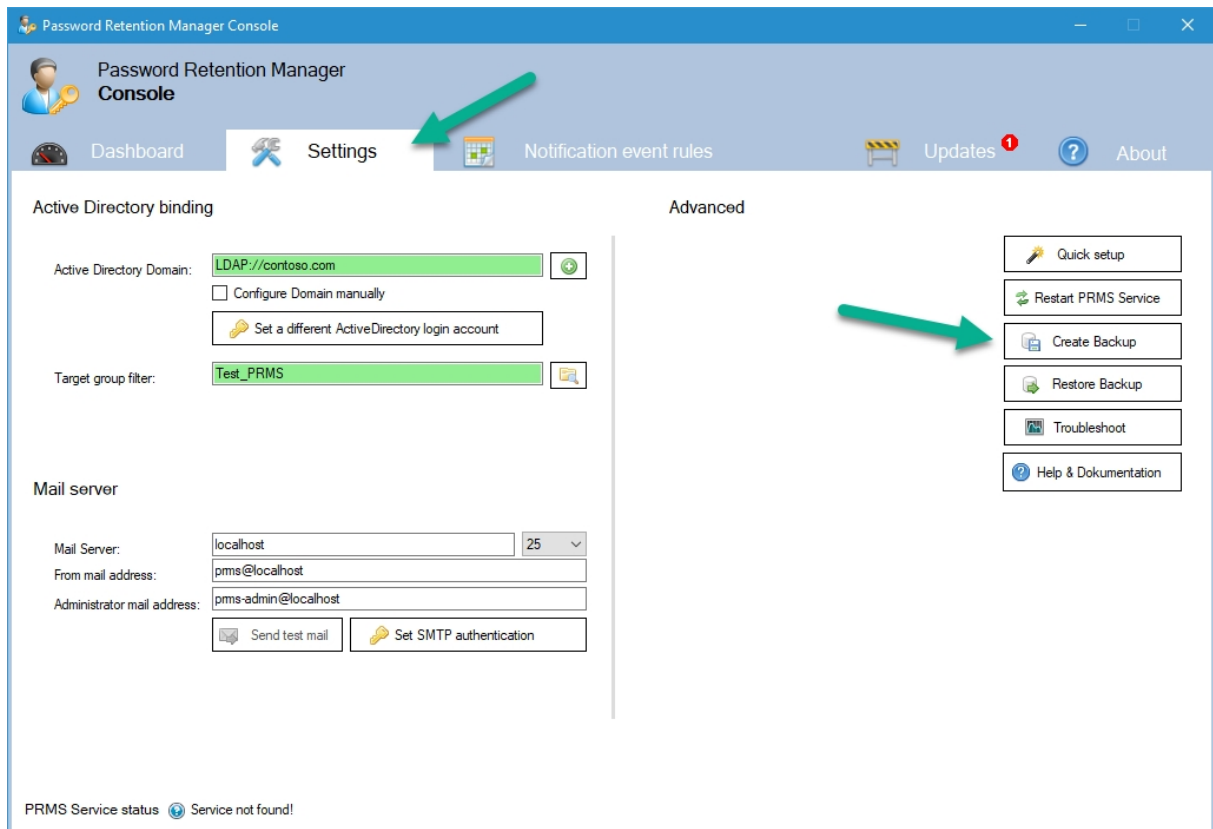 Password Retention Manager Console
Password Retention Manager
Console
Dashboard
Settings
Notification event rules
Updates 1
About
Active Directory binding
Active Directory Domain:
LDAP://contoso.com
Configure Domain manually
Set a different ActiveDirectory login account
Target group filter:
Test_PRMS
Mail server
Mail Server:
localhost
25
From mail address:
prms@localhost
Administrator mail address:
prms-admin@localhost
Send test mail
Set SMTP authentication
Advanced
Quick setup
Restart PRMS Service
Create Backup
Restore Backup
Troubleshoot
Help & Dokumentation
PRMS Service status
Service not found!